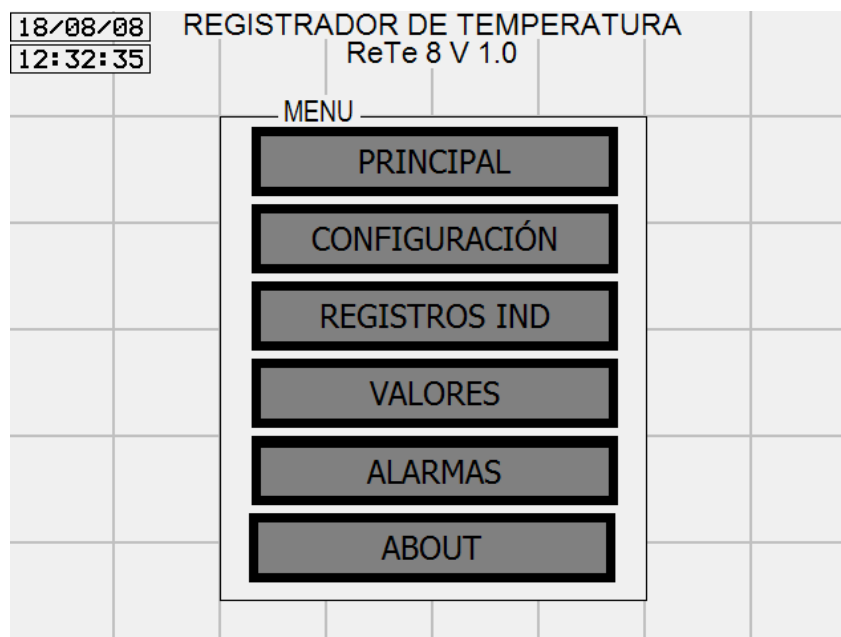 18/08/08
REGISTRADOR DE TEMPERATURA
12:32:35
ReTe 8 V 1.0
MENU
PRINCIPAL
CONFIGURACIÓN
REGISTROS IND
VALORES
ALARMAS
ABOUT